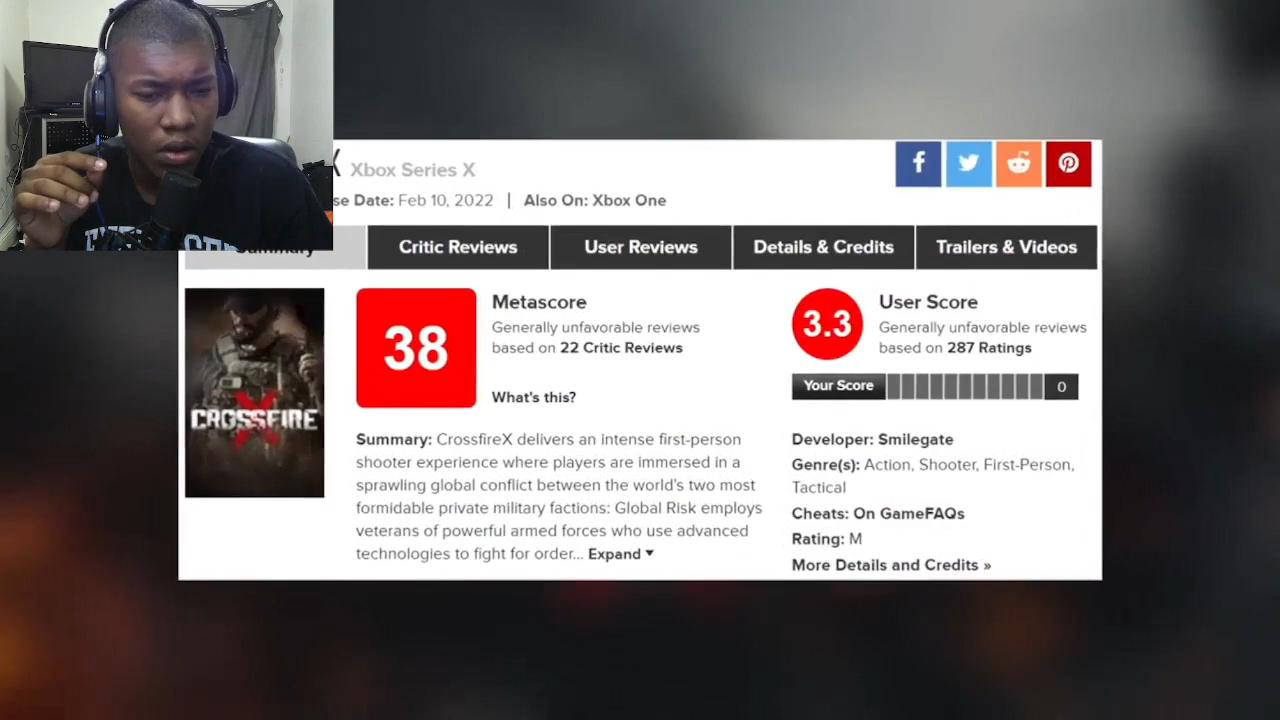 Xbox Series X
se Date: Feb 10, 2022 | Also On: Xbox One
Summary
Critic Reviews
User Reviews
Details & Credits
Trailers & Videos
CROSSFIRE
X
38
Metascore
Generally unfavorable reviews
based on 22 Critic Reviews
What's this?
3.3
User Score
Generally unfavorable reviews
based on 287 Ratings
Your Score
0
Summary: CrossfireX delivers an intense first-person
shooter experience where players are immersed in a
sprawling global conflict between the world's two most
formidable private military factions: Global Risk employs
veterans of powerful armed forces who use advanced
technologies to fight for order... Expand
Developer: Smilegate
Genre(s): Action, Shooter, First-Person,
Tactical
Cheats: On GameFAQs
Rating: M
More Details and Credits »